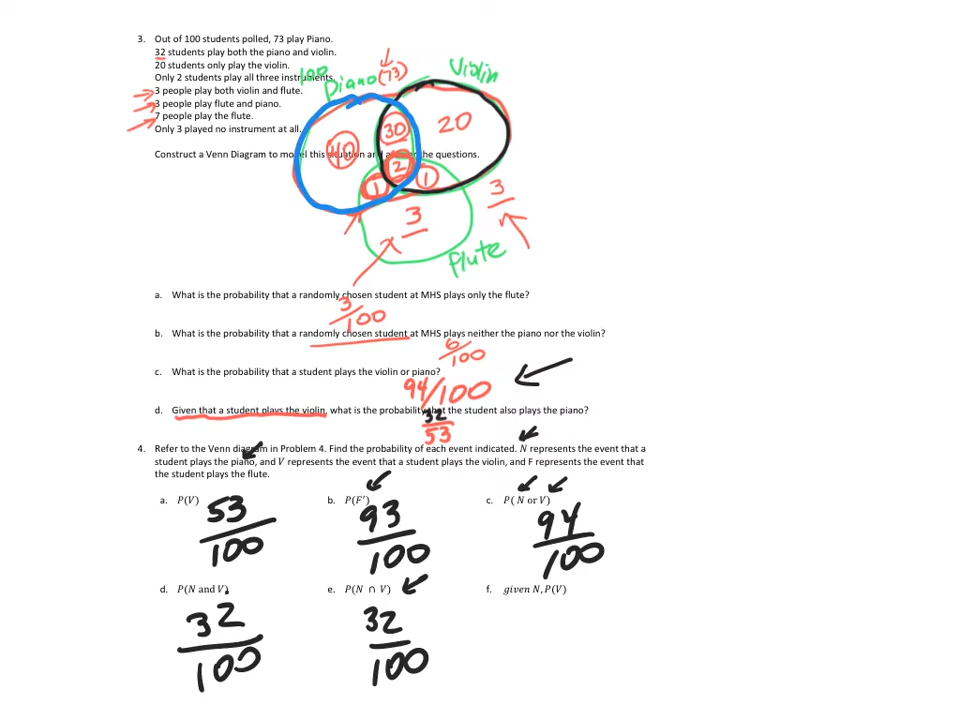 3. Out of 100 students polled, 73 play Piano.
32 students play both the piano and violin.
20 students only play the violin.
Only 2 students play all three instruments.
3 people play both violin and flute.
3 people play flute and piano.
7 people play the flute.
Only 3 played no instrument at all.
100
Piano (73)
Violin
30
20
40
2
1
1
3
3
Flute
Construct a Venn Diagram to model this situation and the questions.
a. What is the probability that a randomly chosen student at MHS plays only the flute?
3/100
b. What is the probability that a randomly chosen student at MHS plays neither the piano nor the violin?
6/100
c. What is the probability that a student plays the violin or piano?
94/100
d. Given that a student plays the violin, what is the probability that the student also plays the piano?
32
53
4. Refer to the Venn diagram in Problem 4. Find the probability of each event indicated. N represents the event that a
student plays the piano, and V represents the event that a student plays the violin, and F represents the event that
the student plays the flute.
a. P(V) b. P(F′) c. P( N or V)
53 93 94
100 100 100
d. P(N and V) e. P(N ∩ V) f. given N, P(V)
32 32
100 100